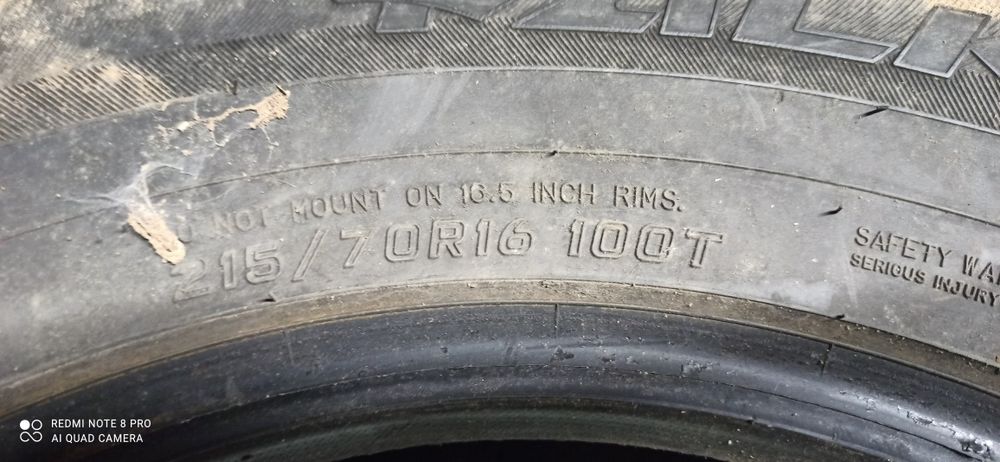 NOT MOUNT ON 16.5 INCH RIMS.
215/70R16 100T
SAFETY
SERIOUS INJURY
REDMI NOTE 8 PRO
AI QUAD CAMERA